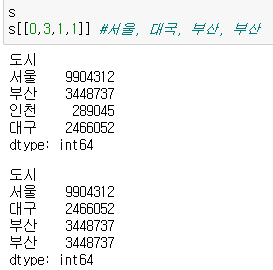 s
s[[0,3,1,1]] #서울, 대국, 부산, 부산
도시
서울    9904312
부산    3448737
인천     289045
대구    2466052
dtype: int64
도시
서울    9904312
대구    2466052
부산    3448737
부산    3448737
dtype: int64